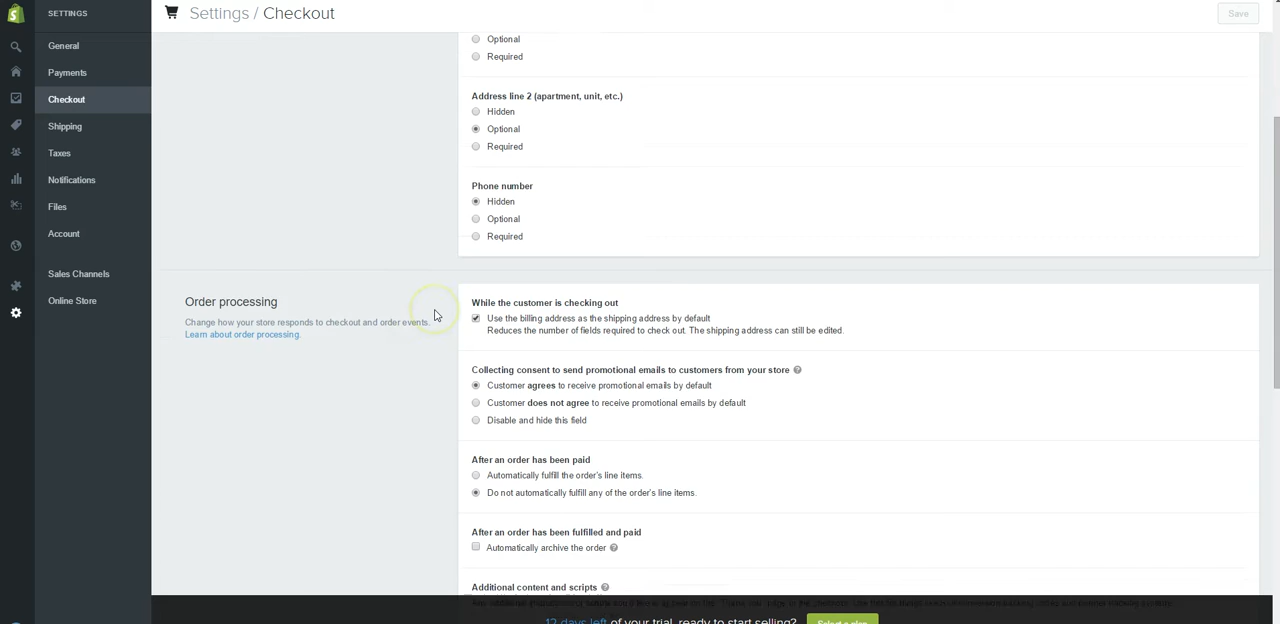 SETTINGS
Settings / Checkout
Save
General
Payments
Checkout
Shipping
Taxes
Notifications
Files
Account
Sales Channels
Online Store
Optional
Required
Address line 2 (apartment, unit, etc.)
Hidden
Optional
Required
Phone number
Hidden
Optional
Required
Order processing
Change how your store responds to checkout and order events.
Learn about order processing.
While the customer is checking out
Use the billing address as the shipping address by default
Reduces the number of fields required to check out. The shipping address can still be edited.
Collecting consent to send promotional emails to customers from your store ?
Customer agrees to receive promotional emails by default
Customer does not agree to receive promotional emails by default
Disable and hide this field
After an order has been paid
Automatically fulfill the order's line items.
Do not automatically fulfill any of the order's line items.
After an order has been fulfilled and paid
Automatically archive the order ?
Additional content and scripts ?
12 days left of your trial, ready to start selling?
Select a plan